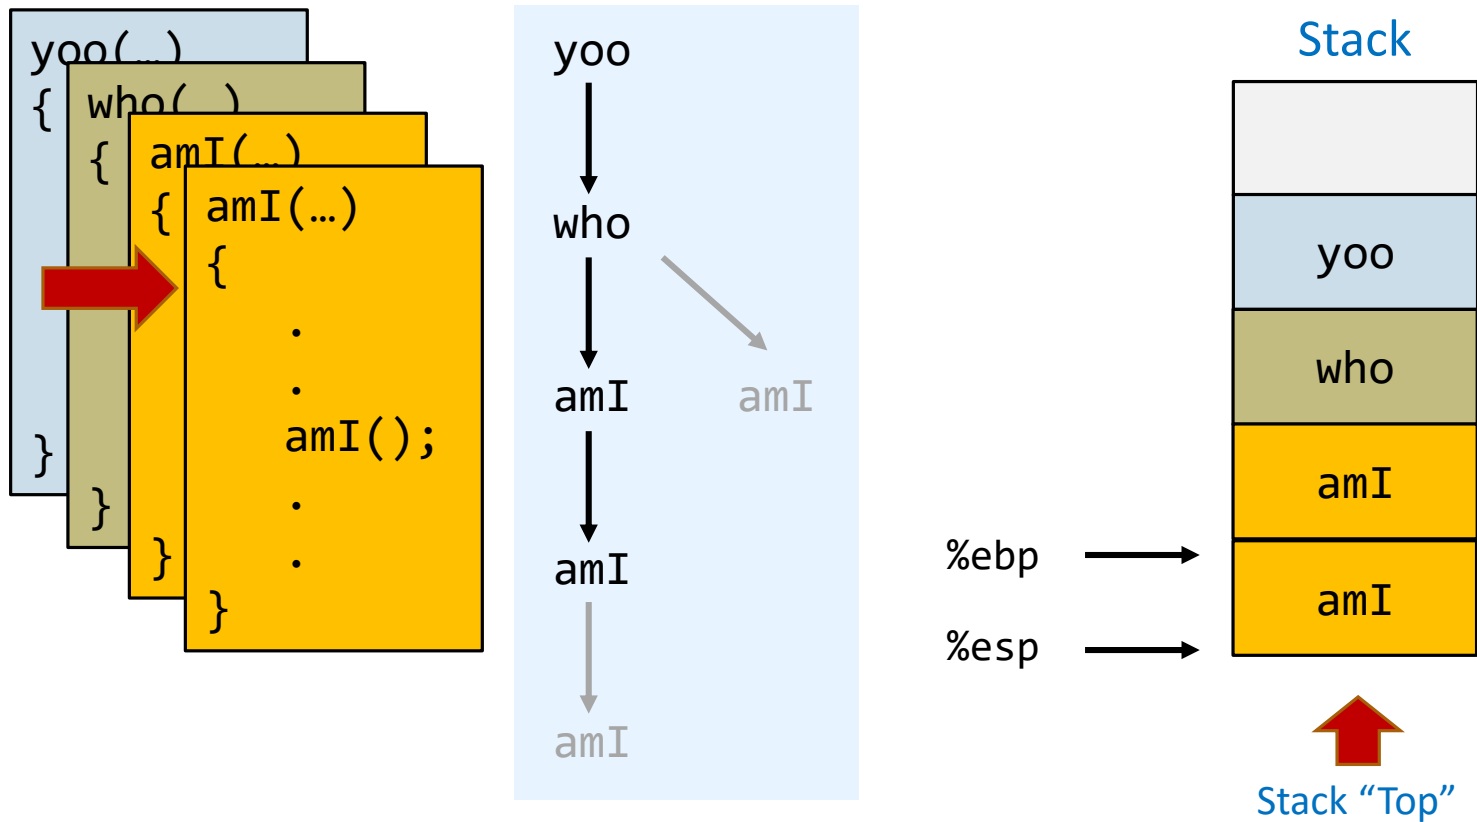 yoo(…)
{
}
who( )
{
}
amI(…)
{
}
amI(…)
{
.
.
amI();
.
.
}
yoo
who
amI
amI
amI
amI
Stack
yoo
who
amI
amI
%ebp
%esp
Stack “Top”